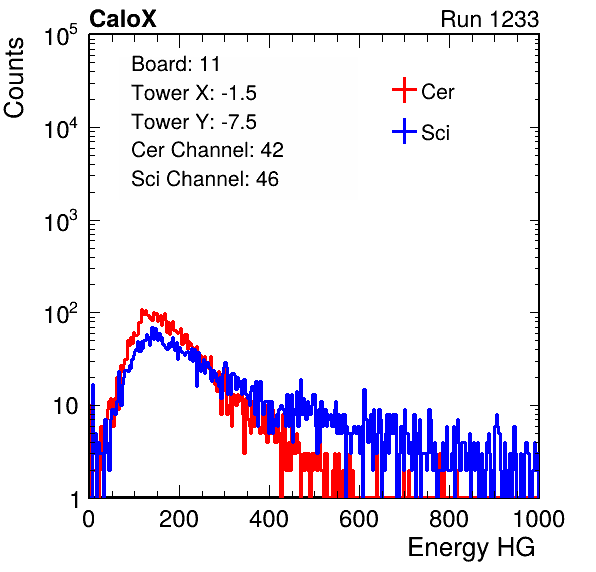 CaloX Run 1233
Counts
Board: 11
Tower X: -1.5
Tower Y: -7.5
Cer Channel: 42
Sci Channel: 46
Cer
Sci
10^5
10^4
10^3
10^2
10
1
0 200 400 600 800 1000
Energy HG